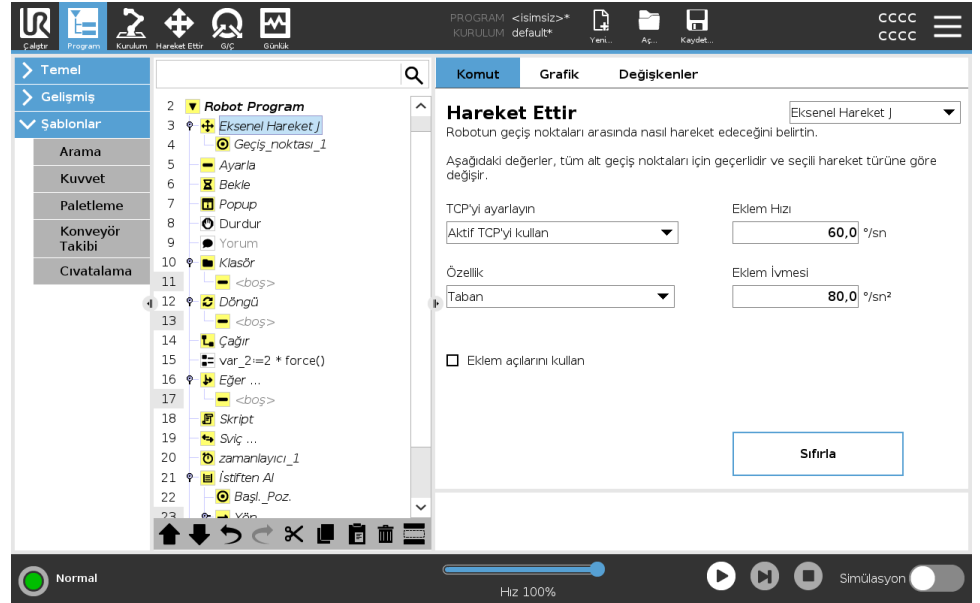 PROGRAM <isimsiz>*
KURULUM default*
Çalıştır
Program
Kurulum
Hareket Ettir
G/Ç
Günlük
Yeni...
Aç...
Kaydet...
CCCC
CCCC
Temel
Gelişmiş
Şablonlar
Arama
Kuvvet
Paletleme
Konveyör
Takibi
Cıvatalama
2 Robot Program
3 Eksenel Hareket J
4 Geçiş_noktası_1
5 Ayarla
6 Bekle
7 Popup
8 Durdur
9 Yorum
10 Klasör
11 <boş>
12 Döngü
13 <boş>
14 Çağır
15 var_2:=2 * force()
16 Eğer ...
17 <boş>
18 Skript
19 Sviç ...
20 zamanlayıcı_1
21 İstiften Al
22 Başl._Poz.
23 Yön
Komut
Grafik
Değişkenler
Hareket Ettir
Eksenel Hareket J
Robotun geçiş noktaları arasında nasıl hareket edeceğini belirtin.
Aşağıdaki değerler, tüm alt geçiş noktaları için geçerlidir ve seçili hareket türüne göre
değişir.
TCP'yi ayarlayın
Eklem Hızı
Aktif TCP'yi kullan
60,0 °/sn
Özellik
Eklem İvmesi
Taban
80,0 °/sn²
Eklem açılarını kullan
Sıfırla
Normal
Hız 100%
Simülasyon